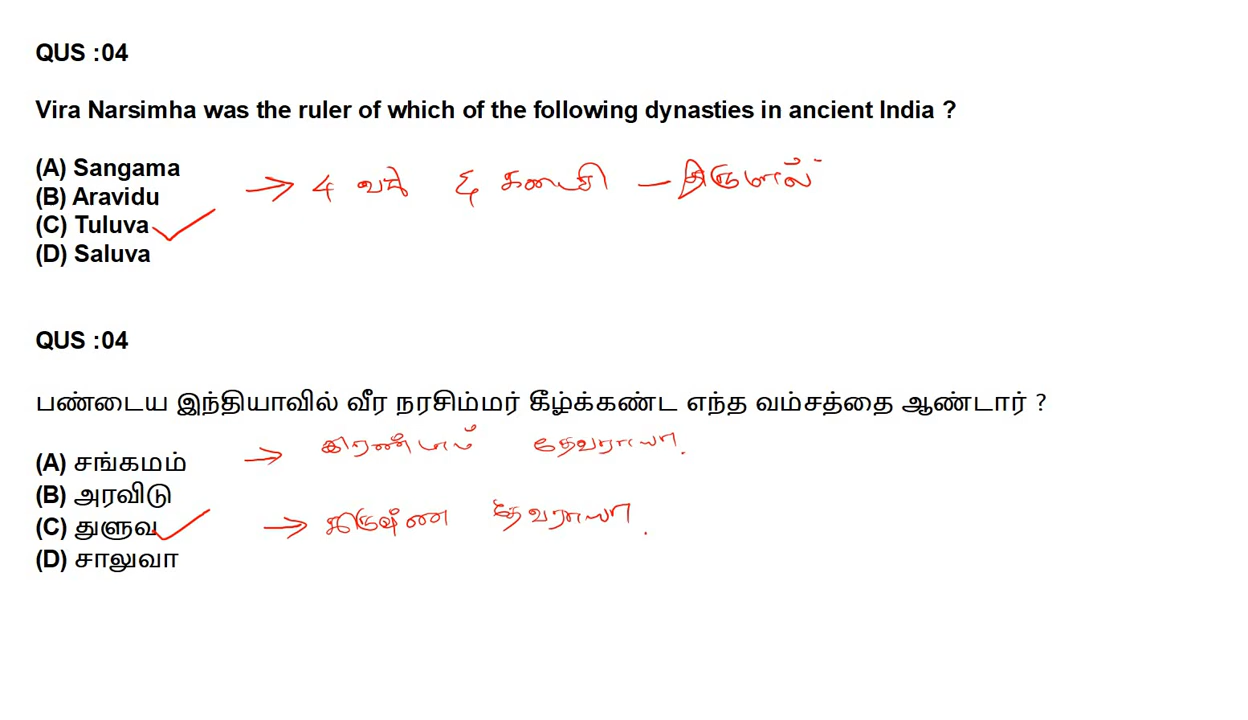 QUS :04
Vira Narsimha was the ruler of which of the following dynasties in ancient India ?
(A) Sangama
(B) Aravidu
(C) Tuluva
(D) Saluva
→ 4 வது & கடைசி – திருமால்
QUS :04
பண்டைய இந்தியாவில் வீர நரசிம்மர் கீழ்க்கண்ட எந்த வம்சத்தை ஆண்டார் ?
(A) சங்கமம்
(B) அரவிடு
(C) துளுவ
(D) சாலுவா
→ இரண்டாம் தேவராயா.
→ கிருஷ்ண தேவராயா.